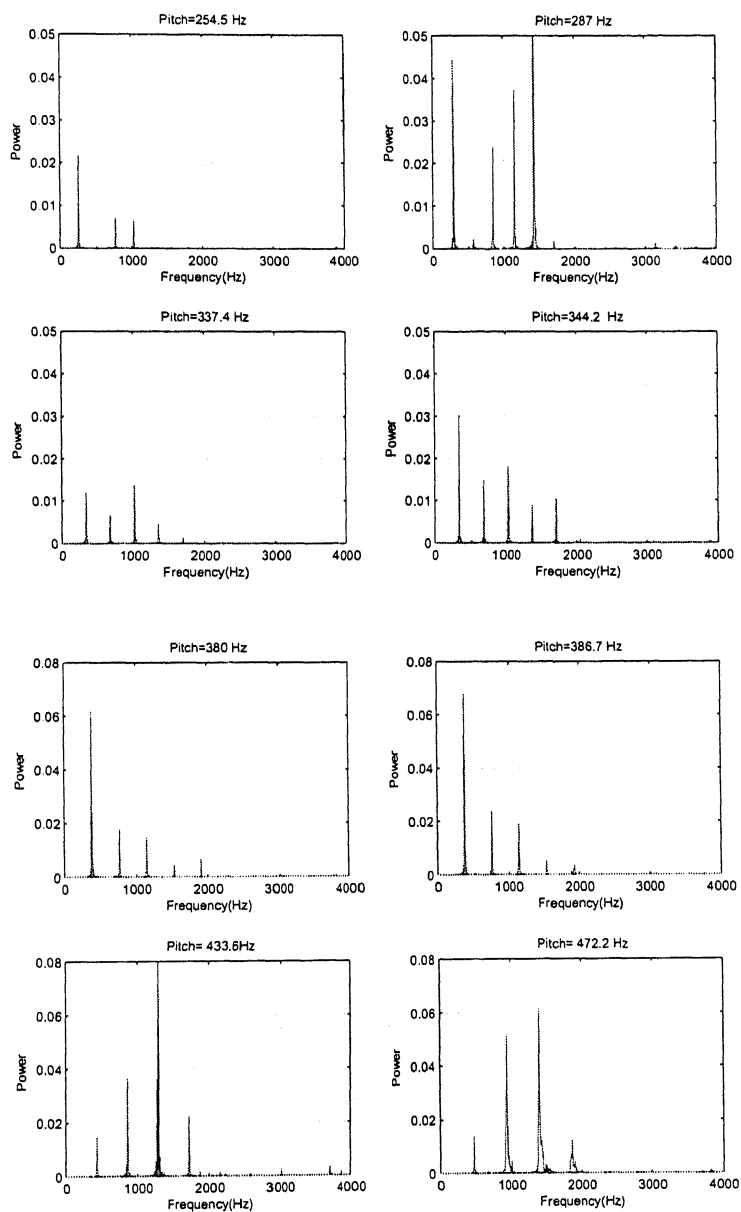 Pitch=254.5 Hz
0.05
0.04
0.03
0.02
0.01
0
Power
0 1000 2000 3000 4000
Frequency(Hz)
Pitch=287 Hz
0.05
0.04
0.03
0.02
0.01
0
Power
0 1000 2000 3000 4000
Frequency(Hz)
Pitch=337.4 Hz
0.05
0.04
0.03
0.02
0.01
0
Power
0 1000 2000 3000 4000
Frequency(Hz)
Pitch=344.2 Hz
0.05
0.04
0.03
0.02
0.01
0
Power
0 1000 2000 3000 4000
Frequency(Hz)
Pitch=380 Hz
0.08
0.06
0.04
0.02
0
Power
0 1000 2000 3000 4000
Frequency(Hz)
Pitch=386.7 Hz
0.08
0.06
0.04
0.02
0
Power
0 1000 2000 3000 4000
Frequency(Hz)
Pitch= 433.6Hz
0.08
0.06
0.04
0.02
0
Power
0 1000 2000 3000 4000
Frequency(Hz)
Pitch= 472.2 Hz
0.08
0.06
0.04
0.02
0
Power
0 1000 2000 3000 4000
Frequency(Hz)